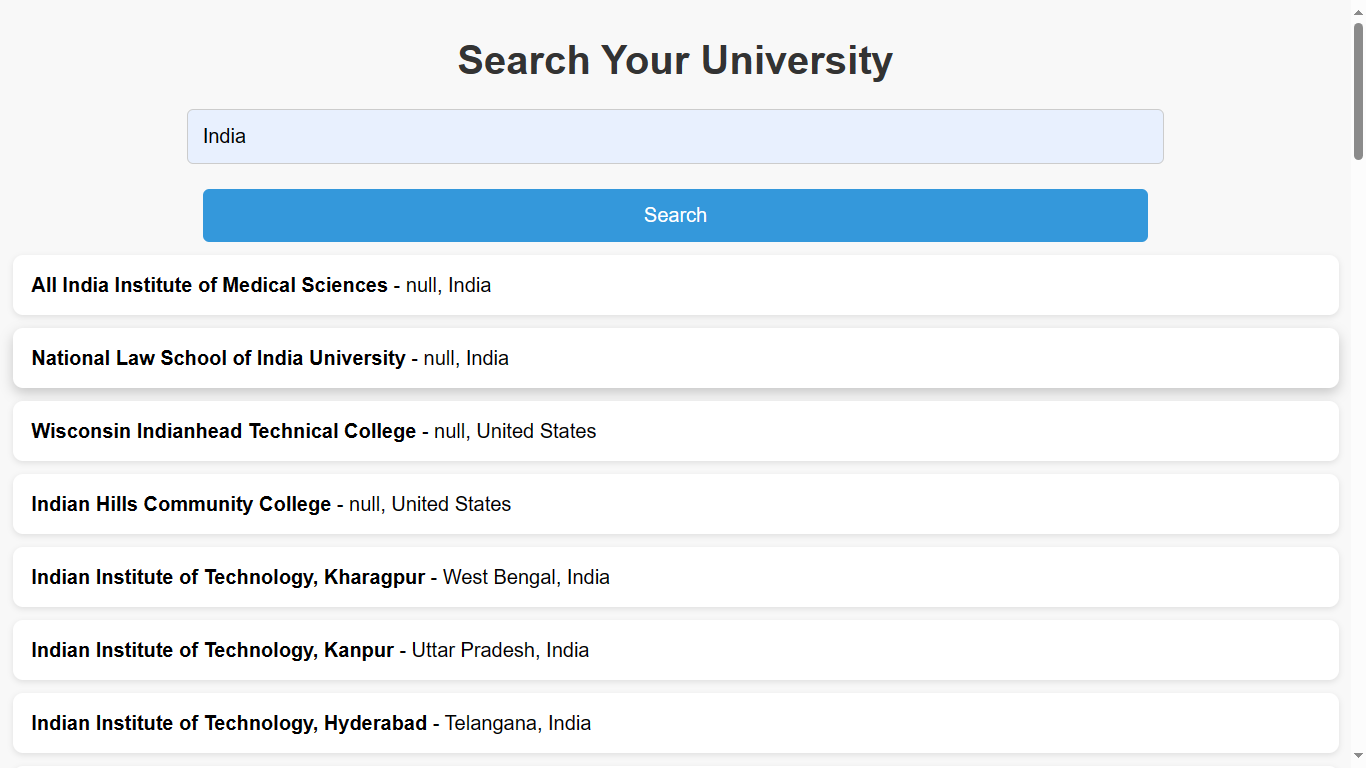 Search Your University
India
Search
All India Institute of Medical Sciences - null, India
National Law School of India University - null, India
Wisconsin Indianhead Technical College - null, United States
Indian Hills Community College - null, United States
Indian Institute of Technology, Kharagpur - West Bengal, India
Indian Institute of Technology, Kanpur - Uttar Pradesh, India
Indian Institute of Technology, Hyderabad - Telangana, India